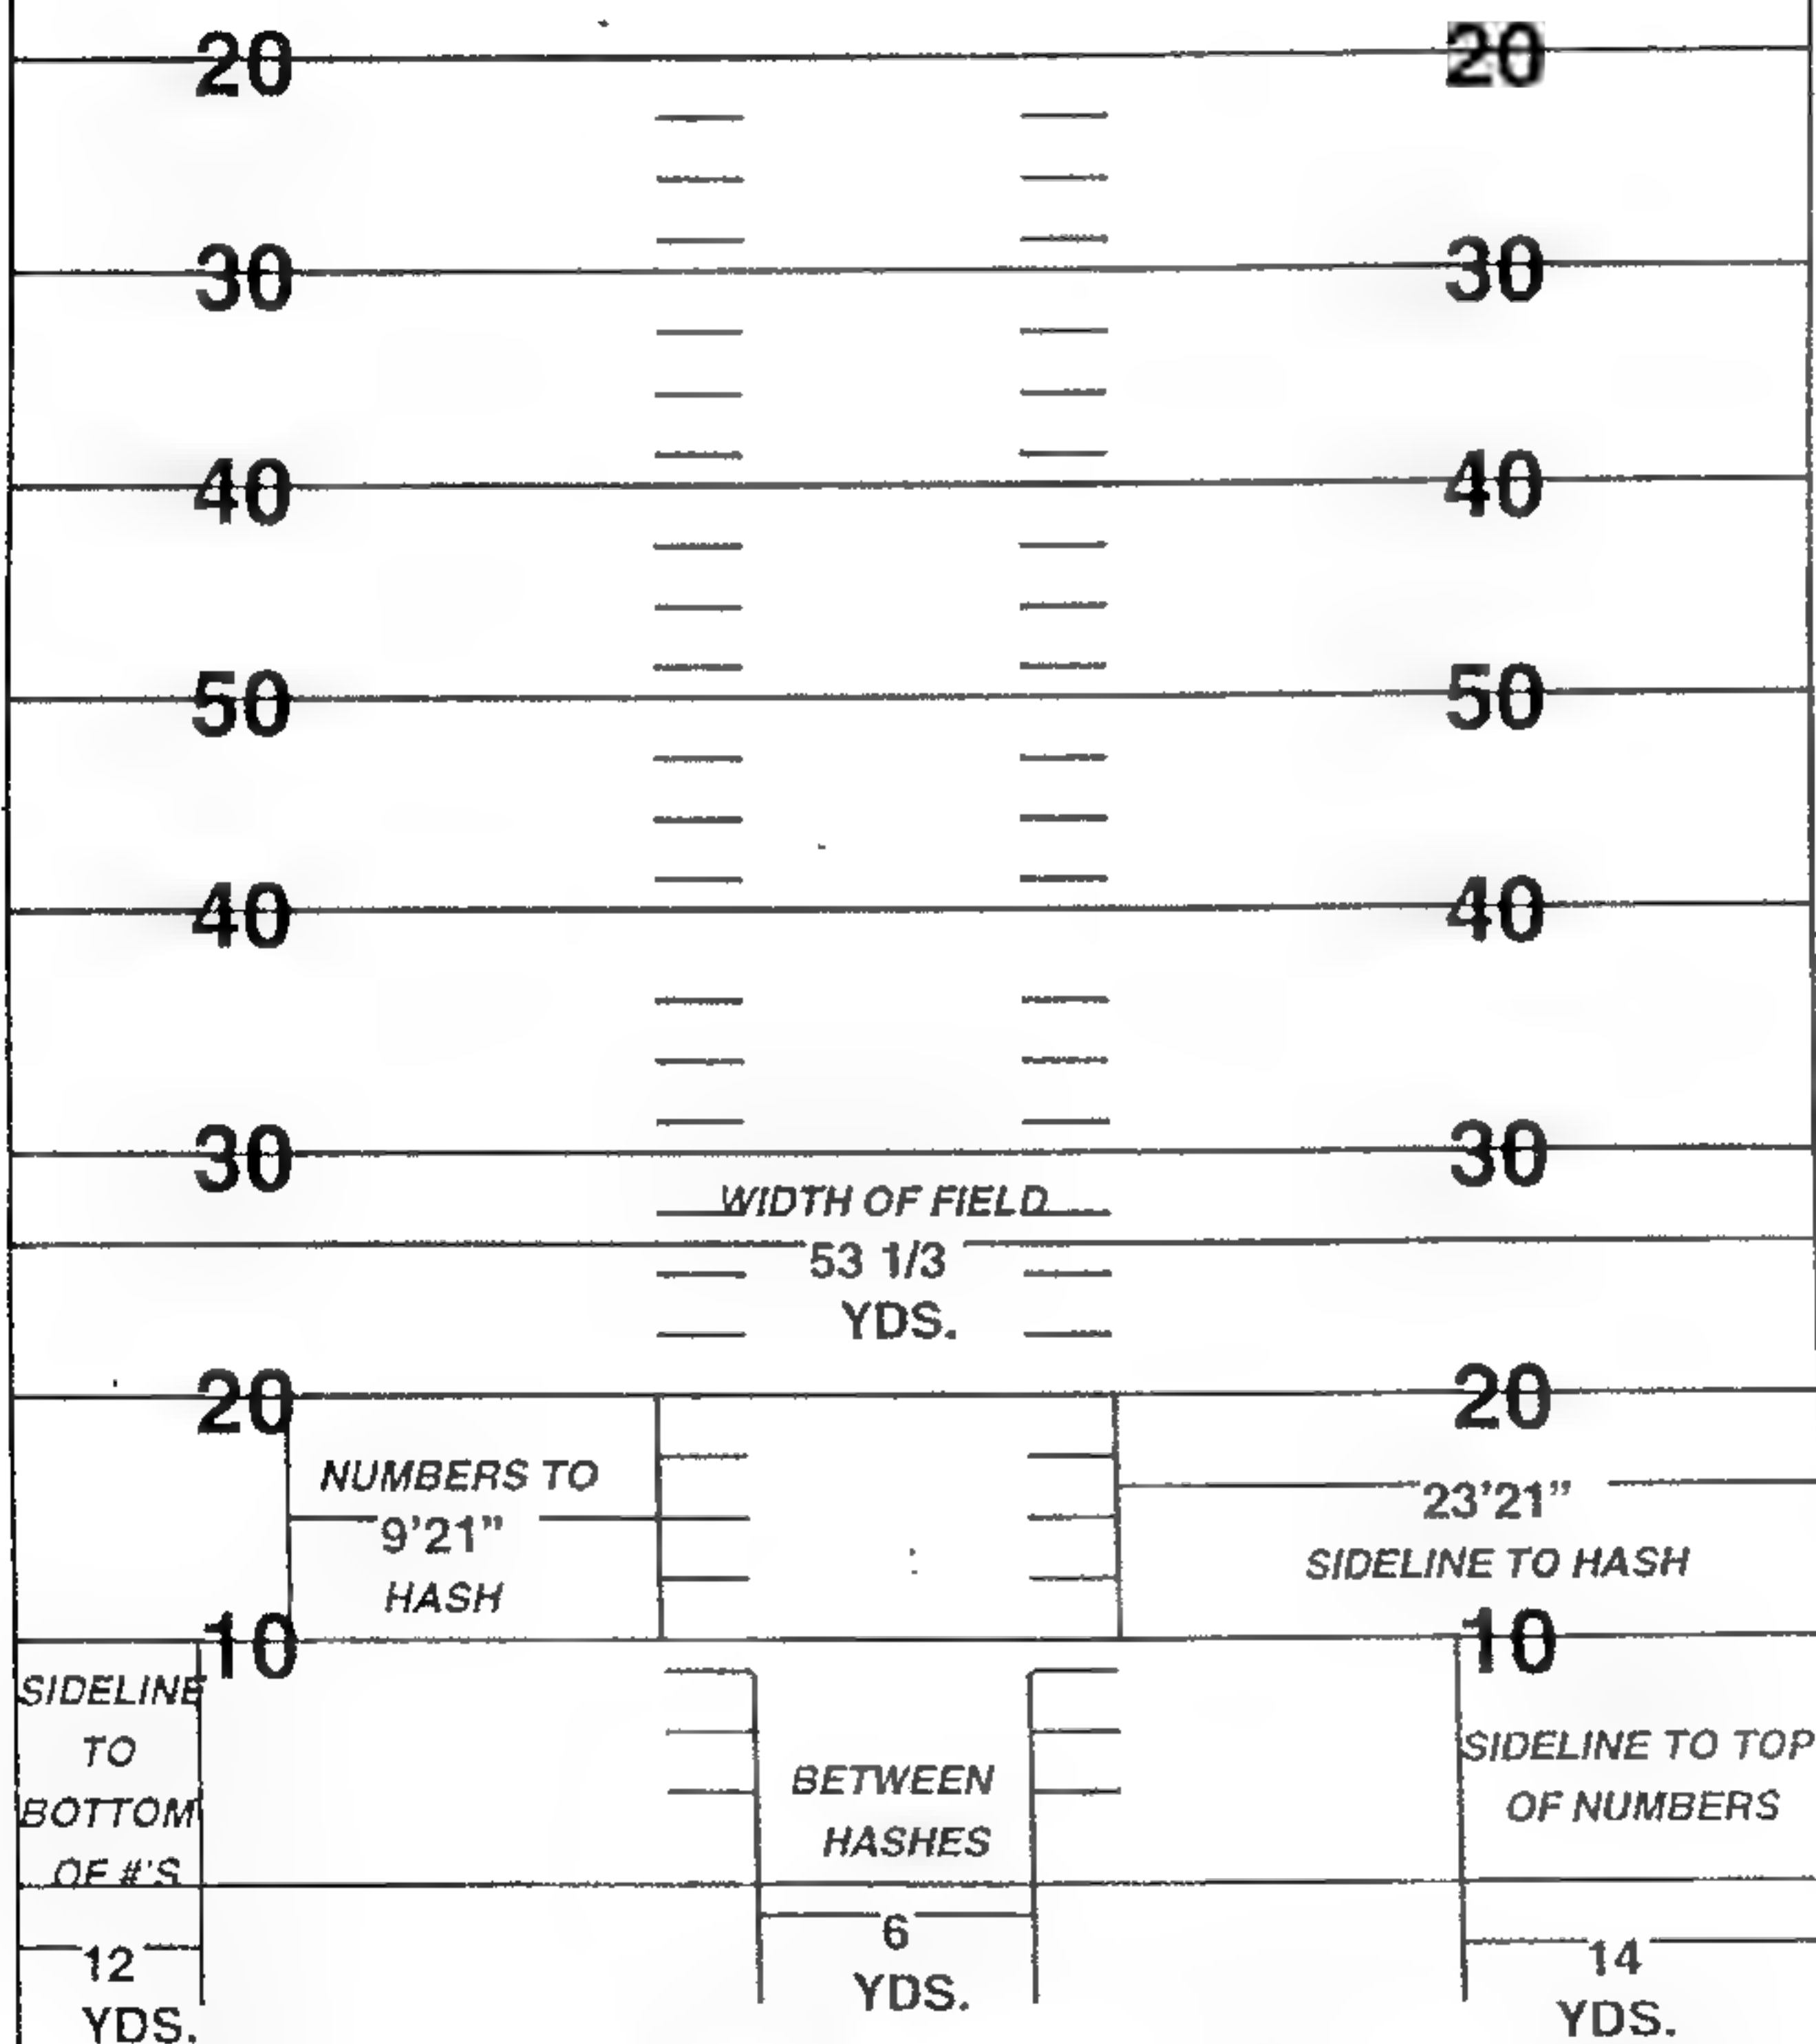 20 20
30 30
40 40
50 50
40 40
30 30
WIDTH OF FIELD
53 1/3
YDS.
20 20
NUMBERS TO
9'21"
HASH
23'21"
SIDELINE TO HASH
10 10
SIDELINE
TO
BOTTOM
OF #'S
12
YDS.
BETWEEN
HASHES
6
YDS.
SIDELINE TO TOP
OF NUMBERS
14
YDS.